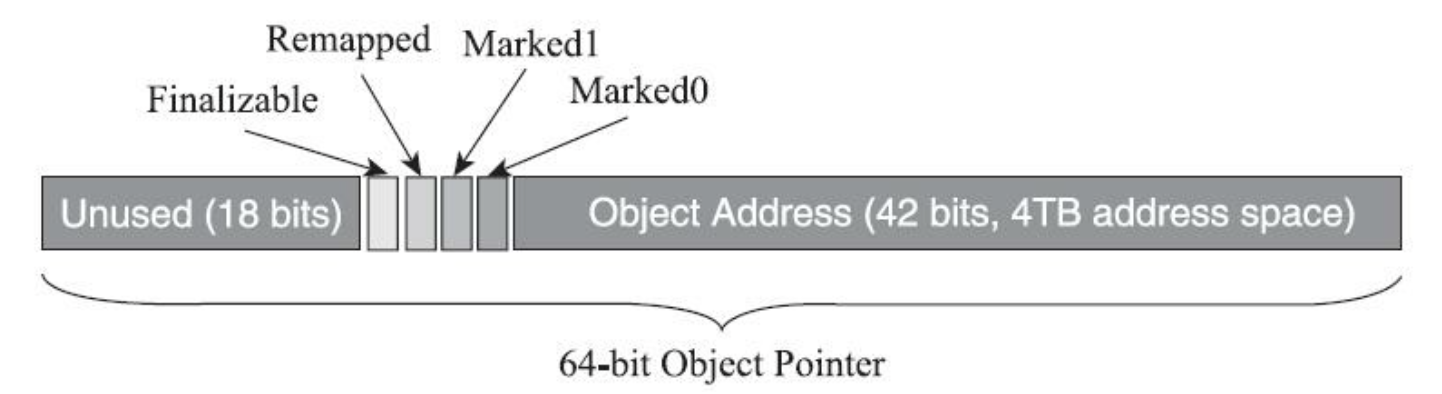 Remapped
Marked1
Finalizable
Marked0
Unused (18 bits)
Object Address (42 bits, 4TB address space)
64-bit Object Pointer